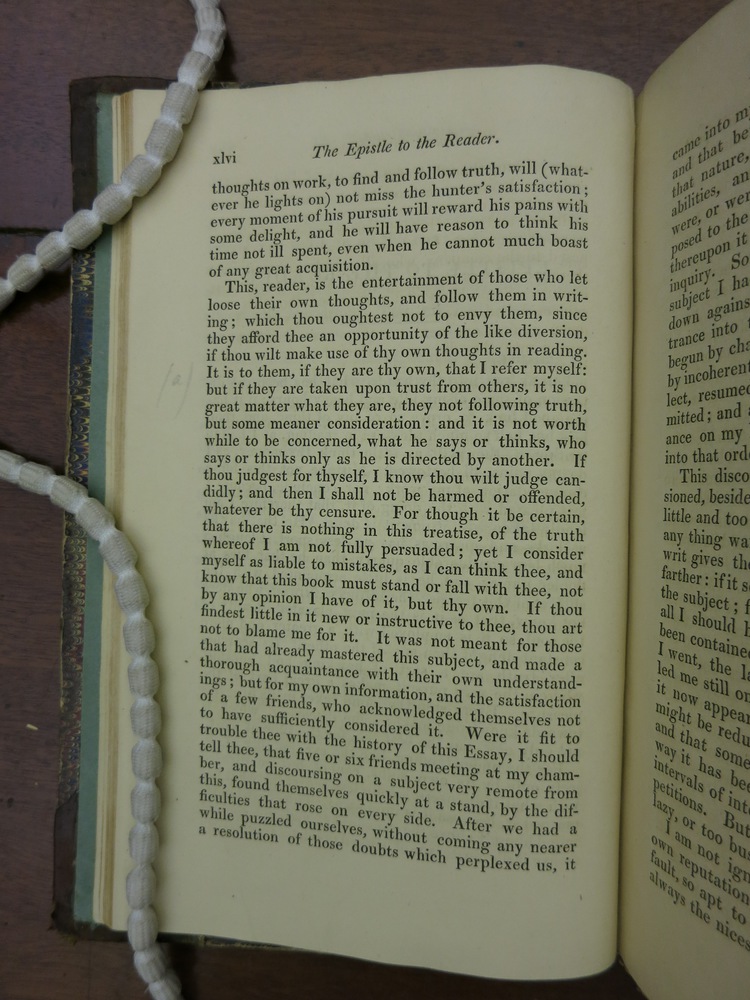 xlvi The Epistle to the Reader.
thoughts on work, to find and follow truth, will (what-
ever he lights on) not miss the hunter's satisfaction;
every moment of his pursuit will reward his pains with
some delight, and he will have reason to think his
time not ill spent, even when he cannot much boast
of any great acquisition.
This, reader, is the entertainment of those who let
loose their own thoughts, and follow them in writ-
ing; which thou oughtest not to envy them, since
they afford thee an opportunity of the like diversion,
if thou wilt make use of thy own thoughts in reading.
It is to them, if they are thy own, that I refer myself:
but if they are taken upon trust from others, it is no
great matter what they are, they not following truth,
but some meaner consideration: and it is not worth
while to be concerned, what he says or thinks, who
says or thinks only as he is directed by another. If
thou judgest for thyself, I know thou wilt judge can-
didly; and then I shall not be harmed or offended,
whatever be thy censure. For though it be certain,
that there is nothing in this treatise, of the truth
whereof I am not fully persuaded; yet I consider
myself as liable to mistakes, as I can think thee, and
know that this book must stand or fall with thee, not
by any opinion I have of it, but thy own. If thou
findest little in it new or instructive to thee, thou art
not to blame me for it. It was not meant for those
that had already mastered this subject, and made a
thorough acquaintance with their own understand-
ings; but for my own information, and the satisfaction
of a few friends, who acknowledged themselves not
to have sufficiently considered it. Were it fit to
trouble thee with the history of this Essay, I should
tell thee, that five or six friends meeting at my cham-
ber, and discoursing on a subject very remote from
this, found themselves quickly at a stand, by the dif-
ficulties that rose on every side. After we had a
while puzzled ourselves, without coming any nearer
a resolution of those doubts which perplexed us, it
(a)
came into m
and that be
that nature,
abilities, an
were, or wer
posed to the
thereupon it
inquiry. So
subject I ha
down agains
trance into
begun by cha
by incoherent
lect, resumed
mitted; and
ance on my
into that ord
This disco
sioned, beside
little and too
any thing wa
writ gives the
farther: if it s
the subject; f
all I should h
been contained
I went, the la
led me still on
it now appear
might be redu
and that some
way it has bee
intervals of int
petitions. But
lazy, or too bus
I am not ign
own reputation
fault, so apt to
always the nices